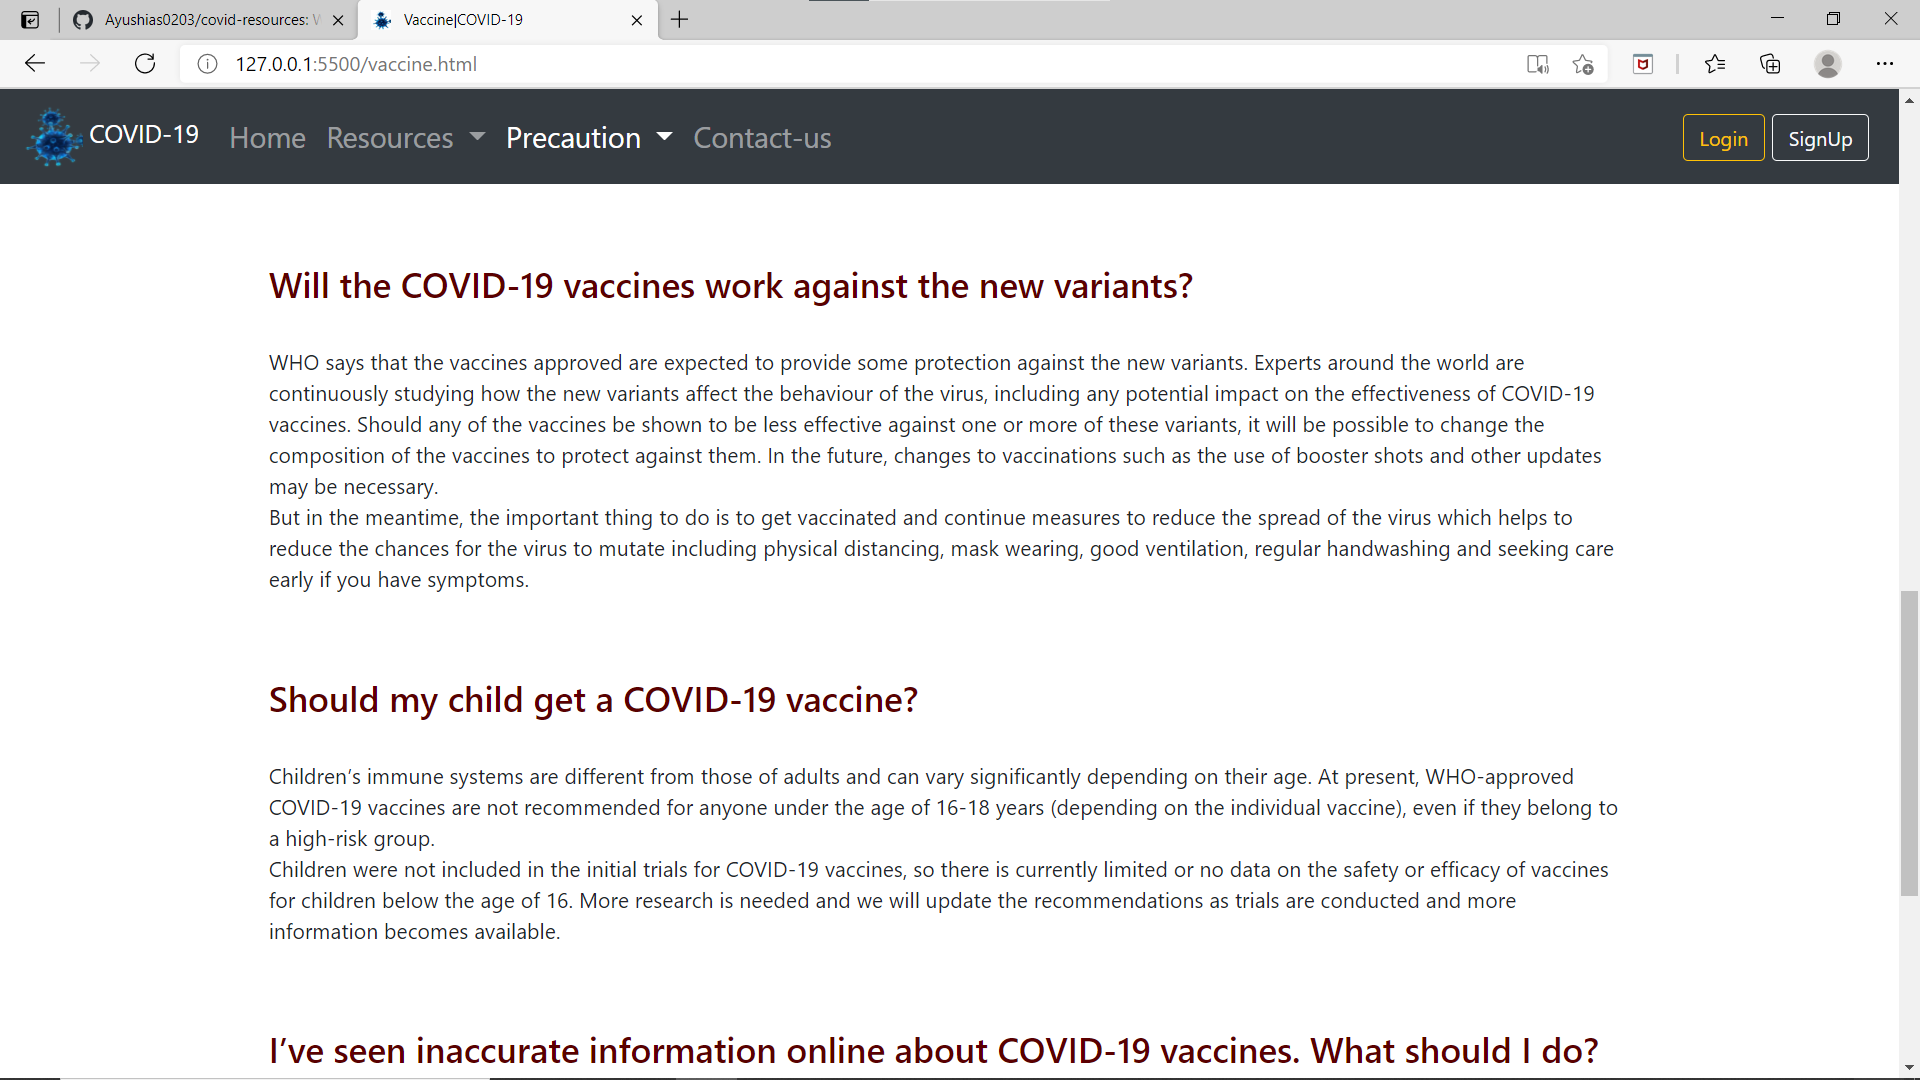 Ayushias0203/covid-resources: W
Vaccine|COVID-19
127.0.0.1:5500/vaccine.html
COVID-19 Home Resources Precaution Contact-us Login SignUp
Will the COVID-19 vaccines work against the new variants?
WHO says that the vaccines approved are expected to provide some protection against the new variants. Experts around the world are
continuously studying how the new variants affect the behaviour of the virus, including any potential impact on the effectiveness of COVID-19
vaccines. Should any of the vaccines be shown to be less effective against one or more of these variants, it will be possible to change the
composition of the vaccines to protect against them. In the future, changes to vaccinations such as the use of booster shots and other updates
may be necessary.
But in the meantime, the important thing to do is to get vaccinated and continue measures to reduce the spread of the virus which helps to
reduce the chances for the virus to mutate including physical distancing, mask wearing, good ventilation, regular handwashing and seeking care
early if you have symptoms.
Should my child get a COVID-19 vaccine?
Children’s immune systems are different from those of adults and can vary significantly depending on their age. At present, WHO-approved
COVID-19 vaccines are not recommended for anyone under the age of 16-18 years (depending on the individual vaccine), even if they belong to
a high-risk group.
Children were not included in the initial trials for COVID-19 vaccines, so there is currently limited or no data on the safety or efficacy of vaccines
for children below the age of 16. More research is needed and we will update the recommendations as trials are conducted and more
information becomes available.
I’ve seen inaccurate information online about COVID-19 vaccines. What should I do?